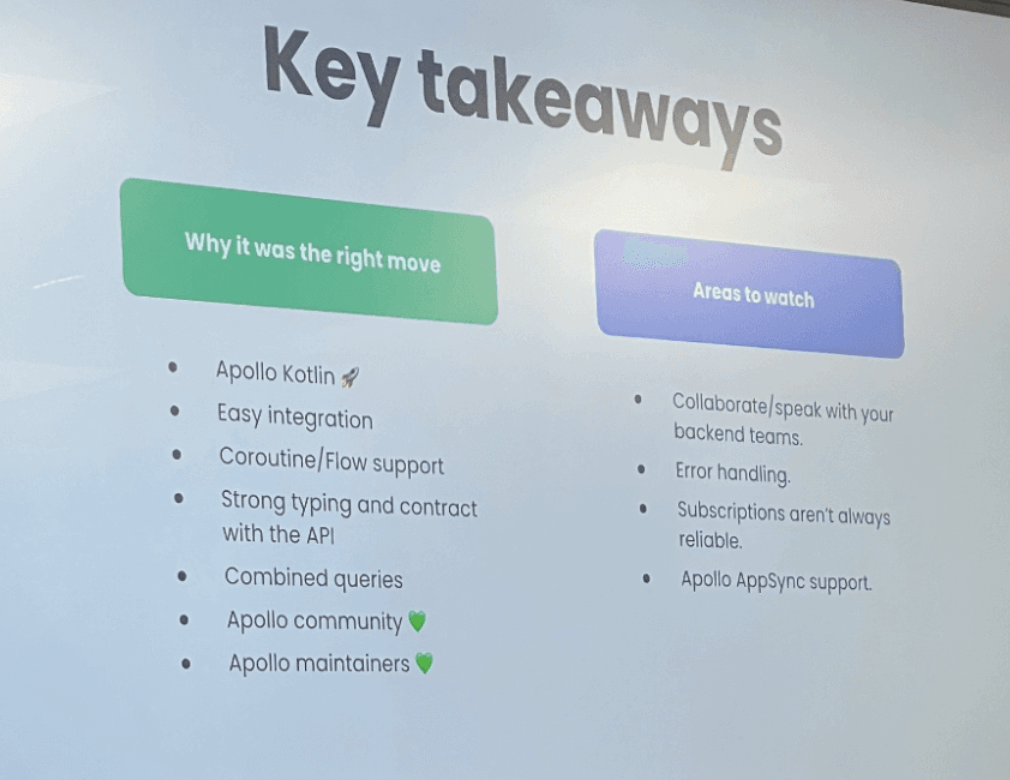 Key takeaways
Why it was the right move
• Apollo Kotlin 🚀
• Easy integration
• Coroutine/Flow support
• Strong typing and contract
with the API
• Combined queries
• Apollo community 💚
• Apollo maintainers 💚
Areas to watch
• Collaborate/speak with your
backend teams.
• Error handling.
• Subscriptions aren't always
reliable.
• Apollo AppSync support.